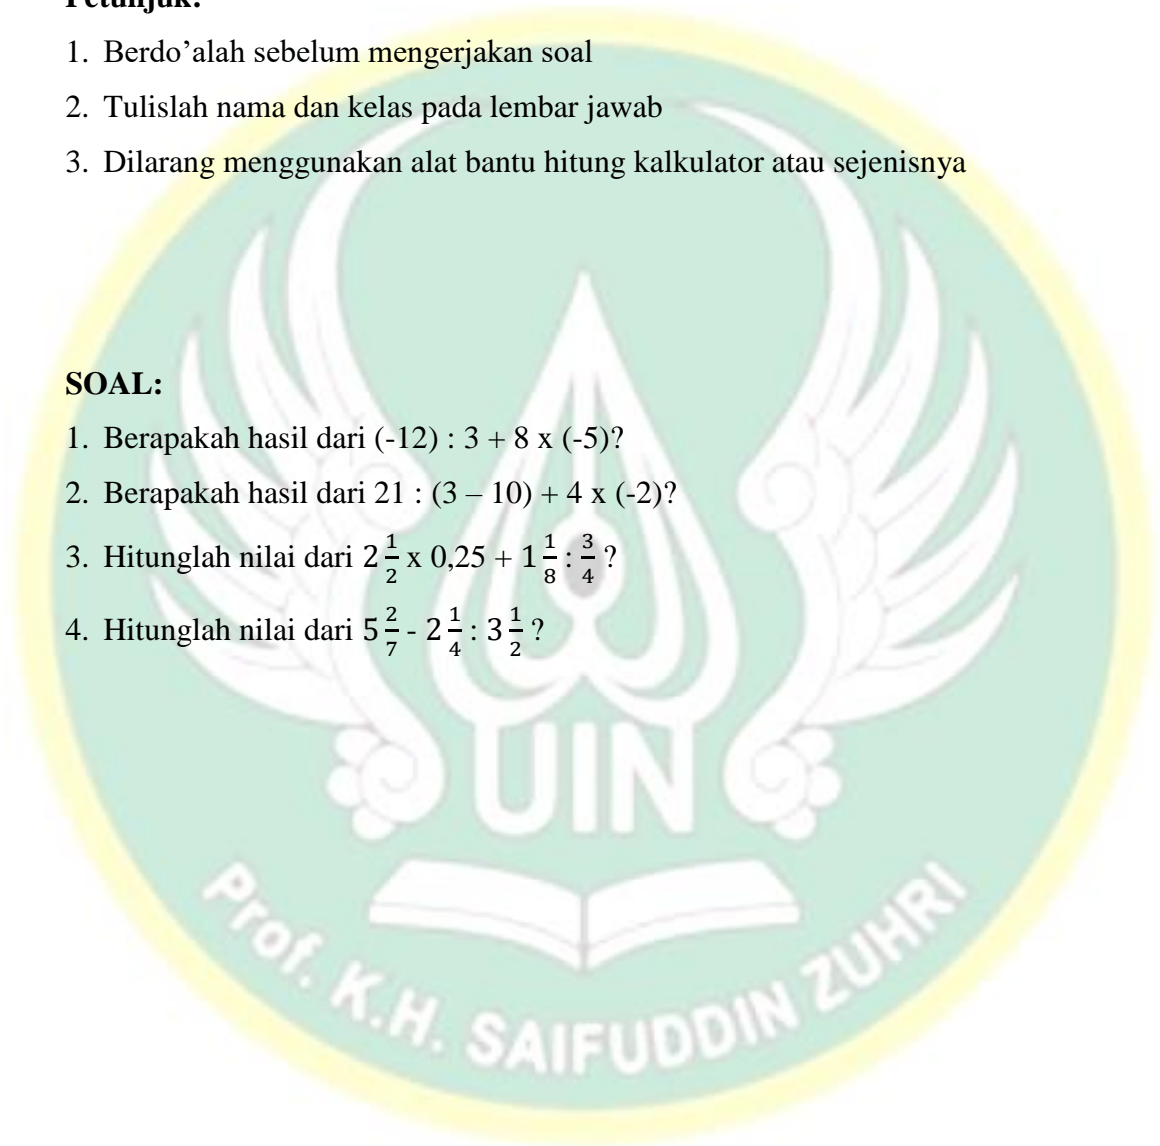 Petunjuk:
1. Berdo’alah sebelum mengerjakan soal
2. Tulislah nama dan kelas pada lembar jawab
3. Dilarang menggunakan alat bantu hitung kalkulator atau sejenisnya
SOAL:
1. Berapakah hasil dari (-12) : 3 + 8 x (-5)?
2. Berapakah hasil dari 21 : (3 – 10) + 4 x (-2)?
3. Hitunglah nilai dari 2 1/2 x 0,25 + 1 1/8 : 3/4 ?
4. Hitunglah nilai dari 5 2/7 - 2 1/4 : 3 1/2 ?
UIN
Prof. K.H. SAIFUDDIN ZUHRI